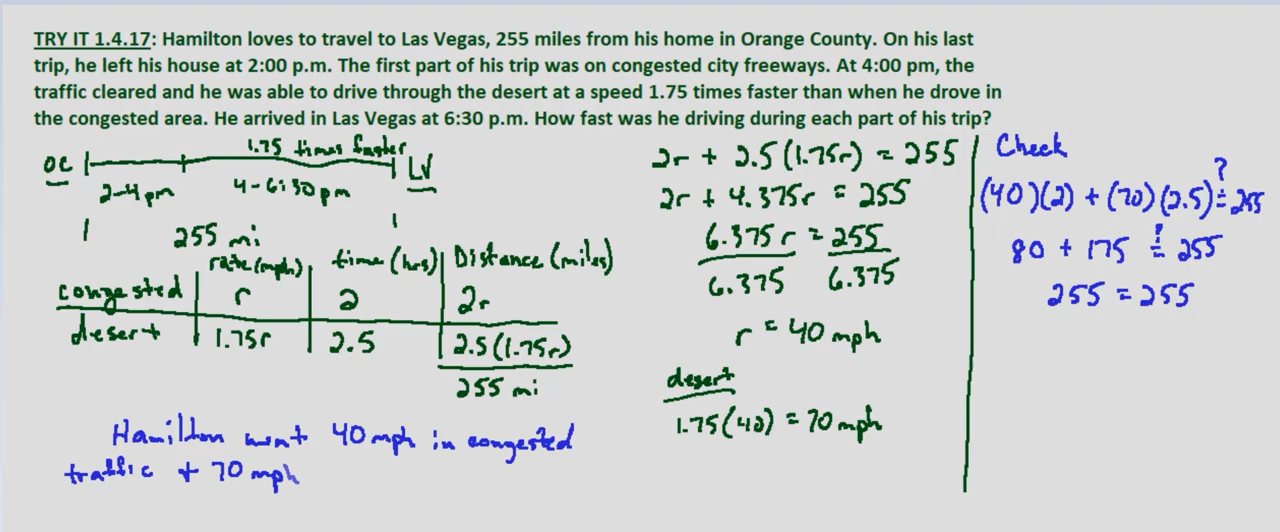 TRY IT 1.4.17: Hamilton loves to travel to Las Vegas, 255 miles from his home in Orange County. On his last
trip, he left his house at 2:00 p.m. The first part of his trip was on congested city freeways. At 4:00 pm, the
traffic cleared and he was able to drive through the desert at a speed 1.75 times faster than when he drove in
the congested area. He arrived in Las Vegas at 6:30 p.m. How fast was he driving during each part of his trip?
1.75 times faster
OC LV
2-4pm 4-6:30pm
255 mi
rate (mph) time (hrs) Distance (miles)
congested r 2 2r
desert 1.75r 2.5 2.5(1.75r)
255 mi
Hamilton went 40 mph in congested
traffic + 70 mph
2r + 2.5(1.75r) = 255
2r + 4.375r = 255
6.375r = 255
6.375 6.375
r = 40 mph
desert
1.75(40) = 70 mph
Check
(40)(2) + (70)(2.5) ?= 255
80 + 175 ?= 255
255 = 255